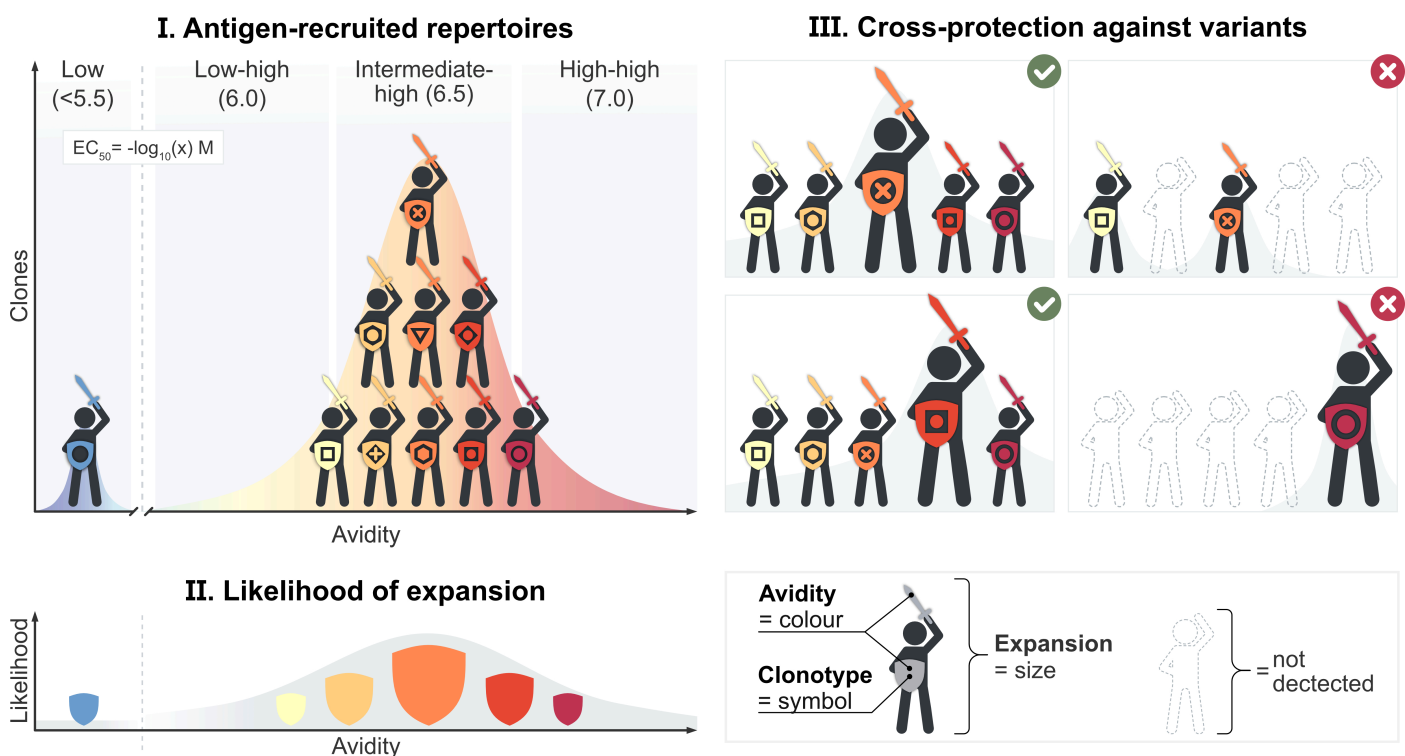 I. Antigen-recruited repertoires
Low
(<5.5)
Low-high
(6.0)
Intermediate-
high (6.5)
High-high
(7.0)
EC50= -log10(x) M
Clones
Avidity
II. Likelihood of expansion
Likelihood
Avidity
III. Cross-protection against variants
Avidity
= colour
Clonotype
= symbol
Expansion
= size
= not
dectected